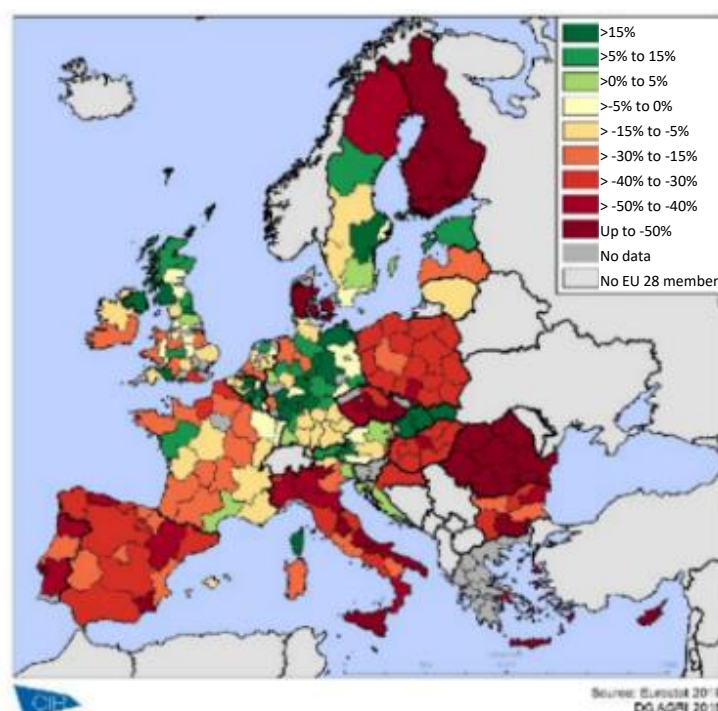 >15%
>5% to 15%
>0% to 5%
>-5% to 0%
> -15% to -5%
> -30% to -15%
> -40% to -30%
> -50% to -40%
Up to -50%
No data
No EU 28 member
CIH
Source: Eurostat
DG AGRI